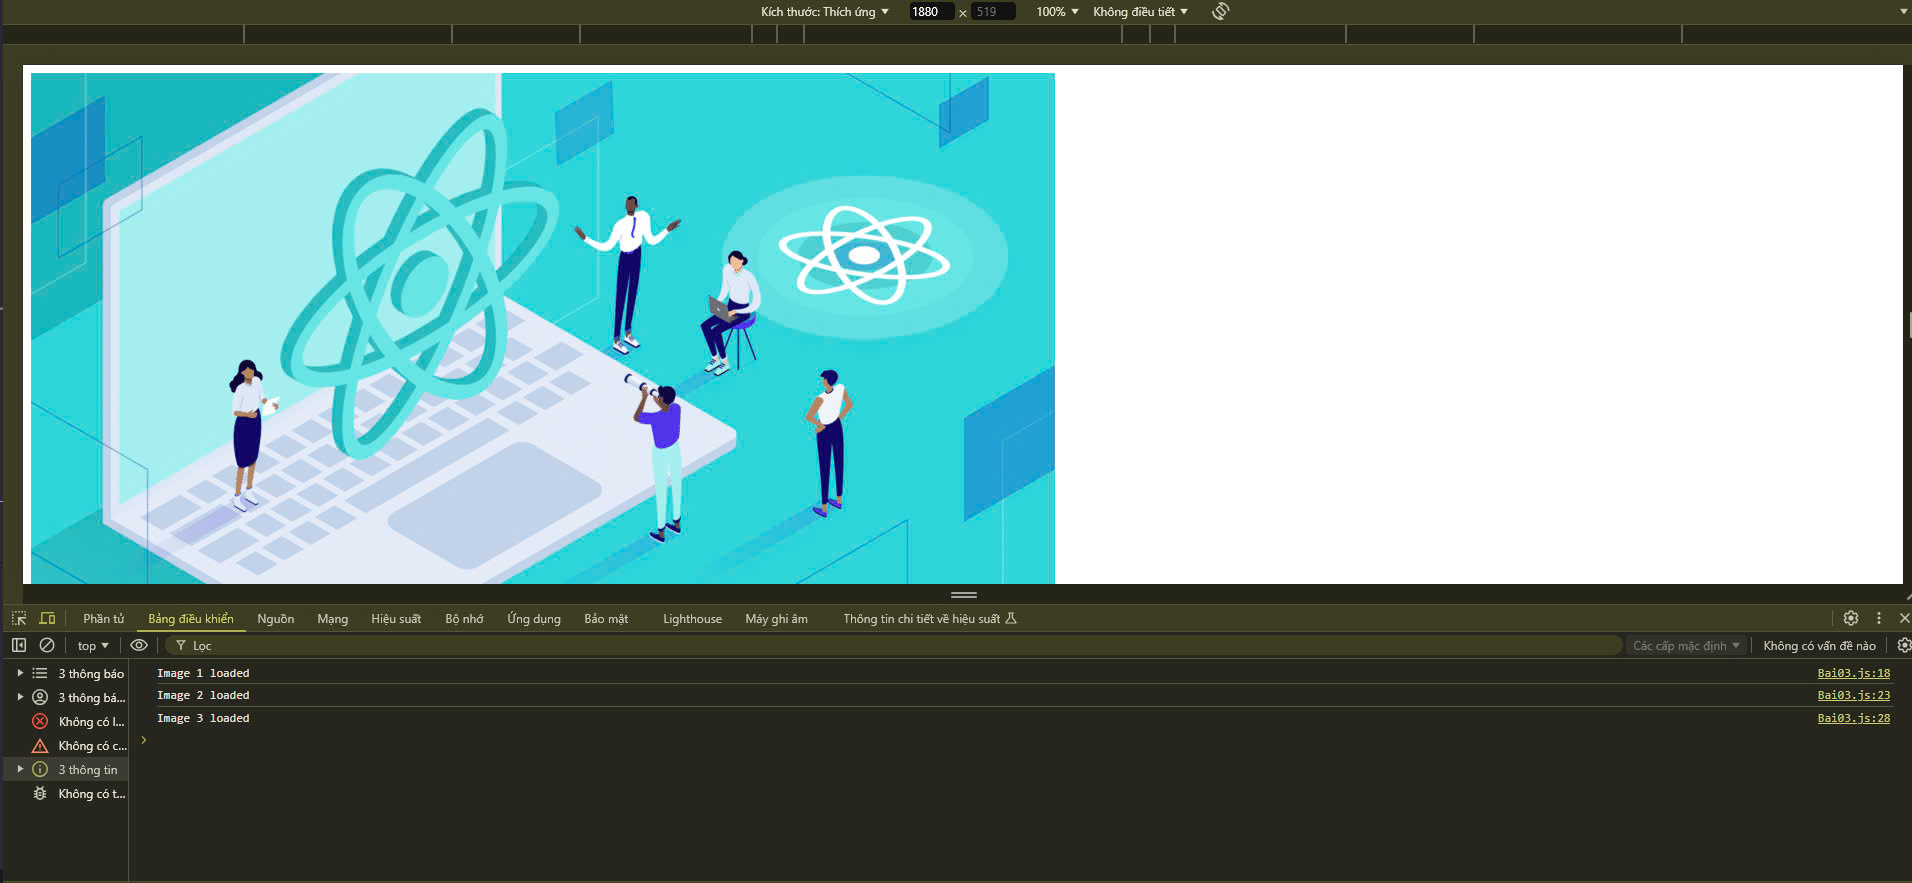 Kích thước: Thích ứng 1880 × 519 100% Không điều tiết
Phần tử Bảng điều khiển Nguồn Mạng Hiệu suất Bộ nhớ Ứng dụng Bảo mật Lighthouse Máy ghi âm Thông tin chi tiết về hiệu suất
top Lọc Các cấp mặc định Không có vấn đề nào
3 thông báo
3 thông bá...
Không có l...
Không có c...
3 thông tin
Không có t...
Image 1 loaded Bai03.js:18
Image 2 loaded Bai03.js:23
Image 3 loaded Bai03.js:28